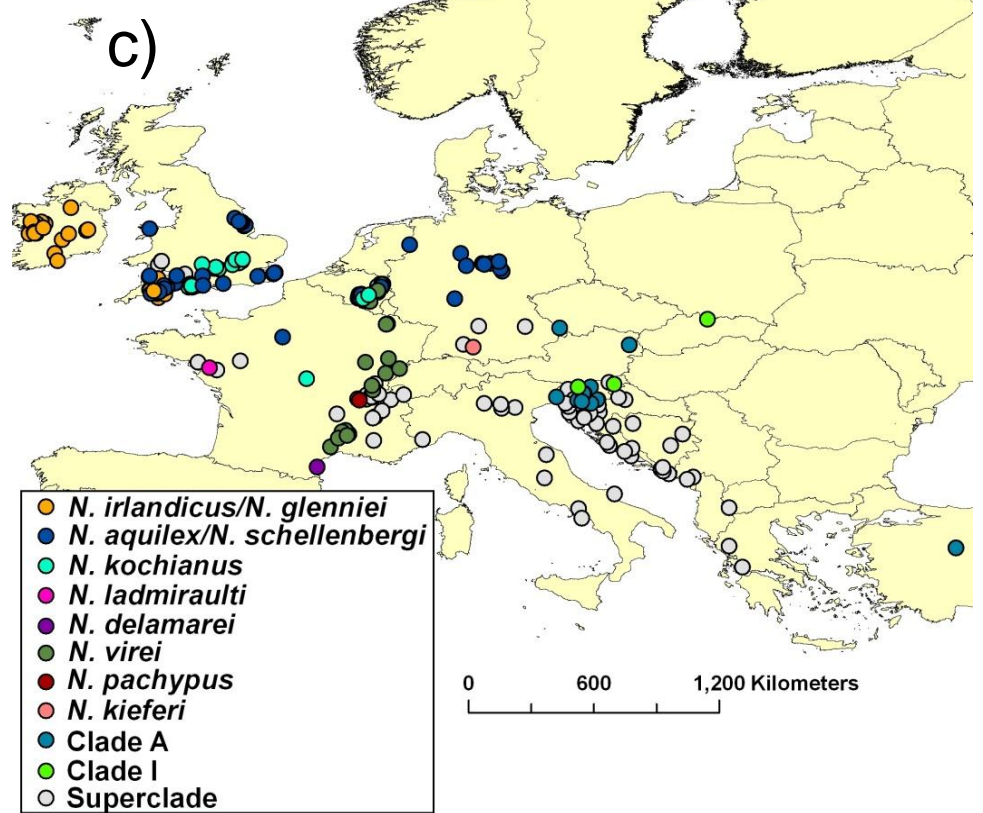 c)
N. irlandicus/N. glenniei
N. aquilex/N. schellenbergi
N. kochianus
N. ladmiraulti
N. delamarei
N. virei
N. pachypus
N. kieferi
Clade A
Clade I
Superclade
0 600 1,200 Kilometers